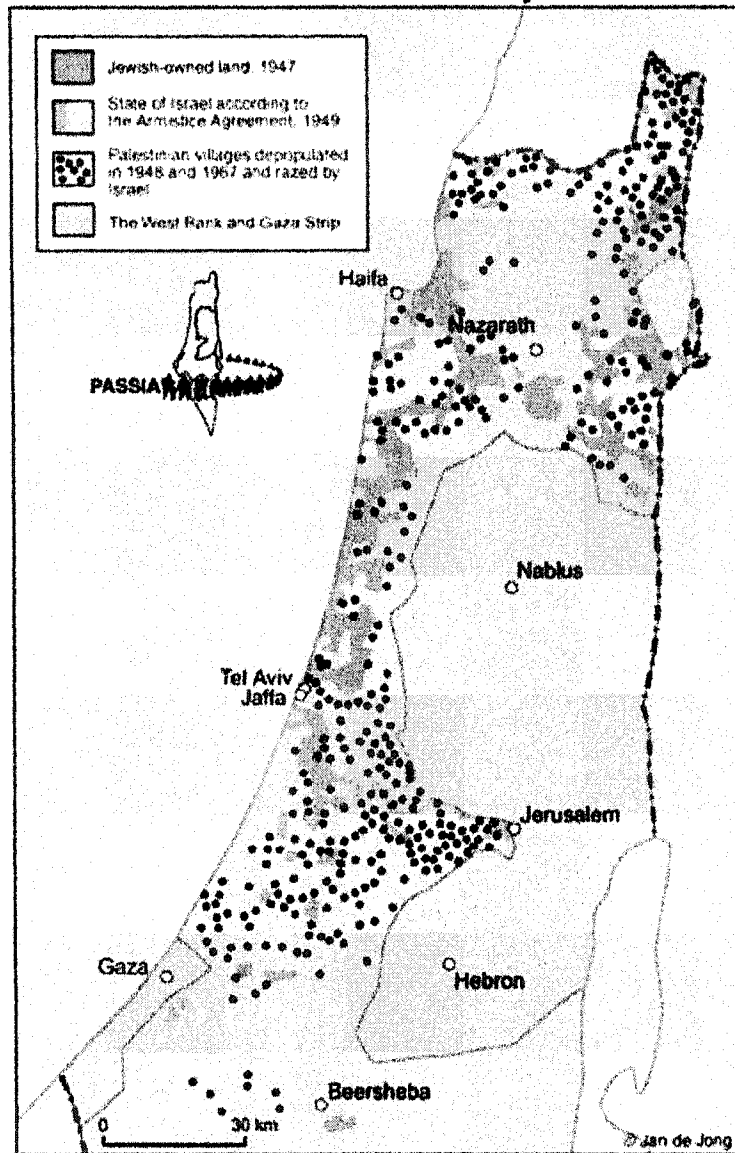 Jewish-owned land, 1947
State of Israel according to
the Armistice Agreement, 1949
Palestinian villages depopulated
in 1948 and 1967 and razed by
Israel
The West Bank and Gaza Strip
Haifa
Nazarath
PASSIA
Nablus
Tel Aviv
Jaffa
Jerusalem
Gaza
Hebron
Beersheba
0 30 km
© Jan de Jong